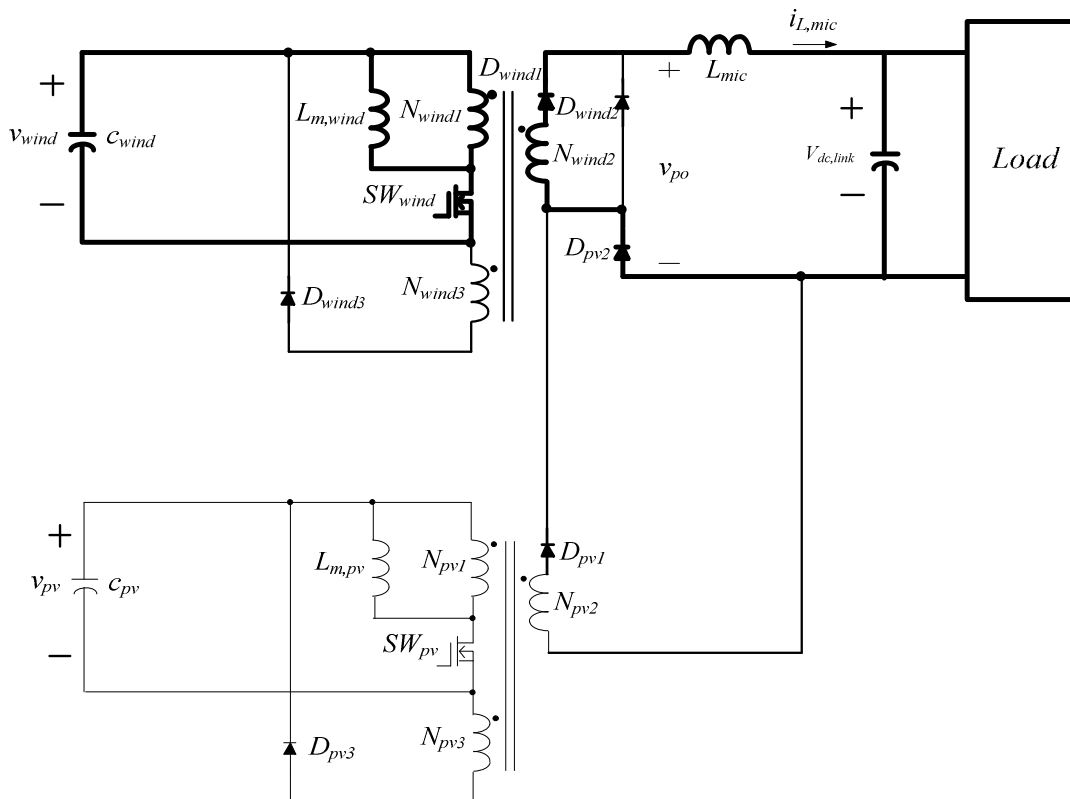 i_{L,mic}
+
D_{wind1}
+
L_{mic}
L_{m,wind}
N_{wind1}
D_{wind2}
v_{wind}
c_{wind}
+
N_{wind2}
V_{dc,link}
Load
SW_{wind}
v_{po}
−
−
D_{pv2}
−
N_{wind3}
D_{wind3}
+
D_{pv1}
L_{m,pv}
N_{pv1}
v_{pv}
c_{pv}
N_{pv2}
SW_{pv}
−
N_{pv3}
D_{pv3}